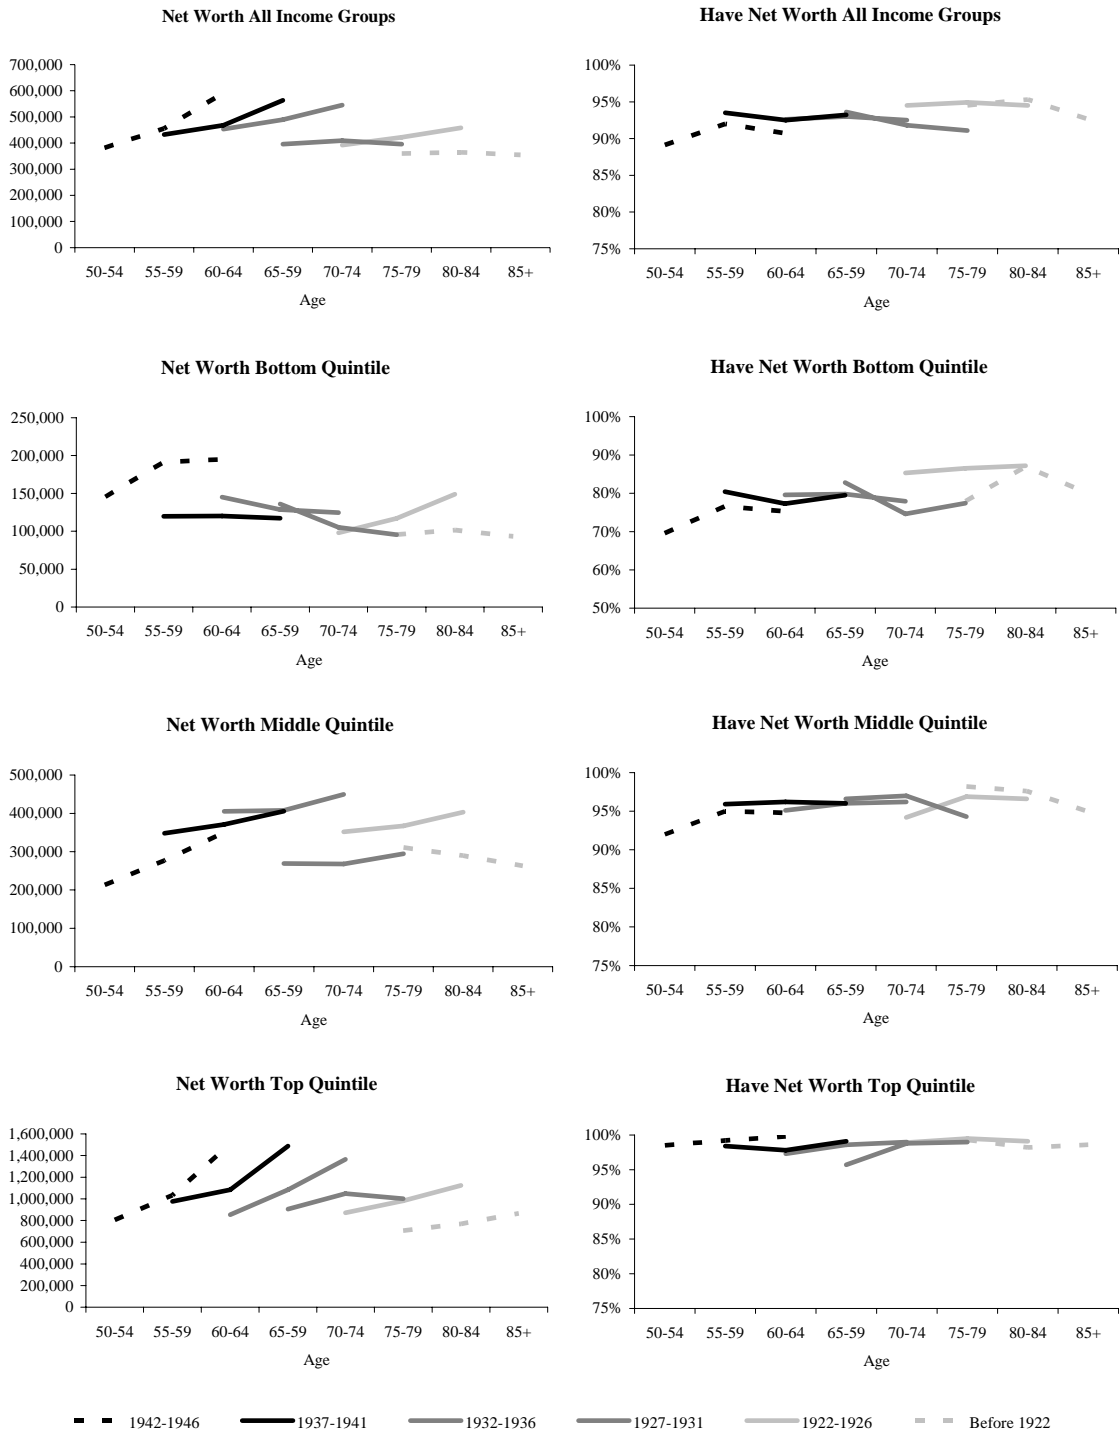 Net Worth All Income Groups
700,000
600,000
500,000
400,000
300,000
200,000
100,000
0
50-54 55-59 60-64 65-59 70-74 75-79 80-84 85+
Age
Have Net Worth All Income Groups
100%
95%
90%
85%
80%
75%
50-54 55-59 60-64 65-59 70-74 75-79 80-84 85+
Age
Net Worth Bottom Quintile
250,000
200,000
150,000
100,000
50,000
0
50-54 55-59 60-64 65-59 70-74 75-79 80-84 85+
Age
Have Net Worth Bottom Quintile
100%
90%
80%
70%
60%
50%
50-54 55-59 60-64 65-59 70-74 75-79 80-84 85+
Age
Net Worth Middle Quintile
500,000
400,000
300,000
200,000
100,000
0
50-54 55-59 60-64 65-59 70-74 75-79 80-84 85+
Age
Have Net Worth Middle Quintile
100%
95%
90%
85%
80%
75%
50-54 55-59 60-64 65-59 70-74 75-79 80-84 85+
Age
Net Worth Top Quintile
1,600,000
1,400,000
1,200,000
1,000,000
800,000
600,000
400,000
200,000
0
50-54 55-59 60-64 65-59 70-74 75-79 80-84 85+
Age
Have Net Worth Top Quintile
100%
95%
90%
85%
80%
75%
50-54 55-59 60-64 65-59 70-74 75-79 80-84 85+
Age
1942-1946 1937-1941 1932-1936 1927-1931 1922-1926 Before 1922